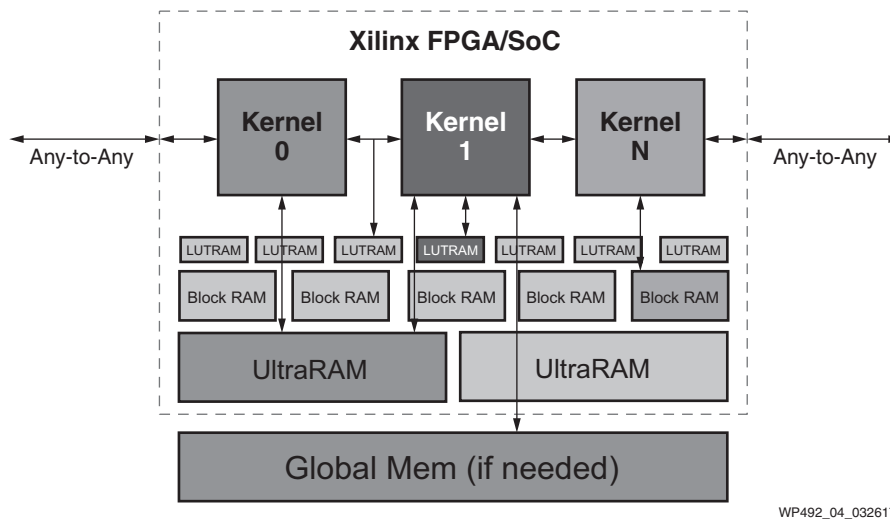 Xilinx FPGA/SoC
Kernel
0
Kernel
1
Kernel
N
Any-to-Any
Any-to-Any
LUTRAM LUTRAM LUTRAM LUTRAM LUTRAM LUTRAM LUTRAM
Block RAM Block RAM Block RAM Block RAM Block RAM
UltraRAM UltraRAM
Global Mem (if needed)
WP492_04_03261